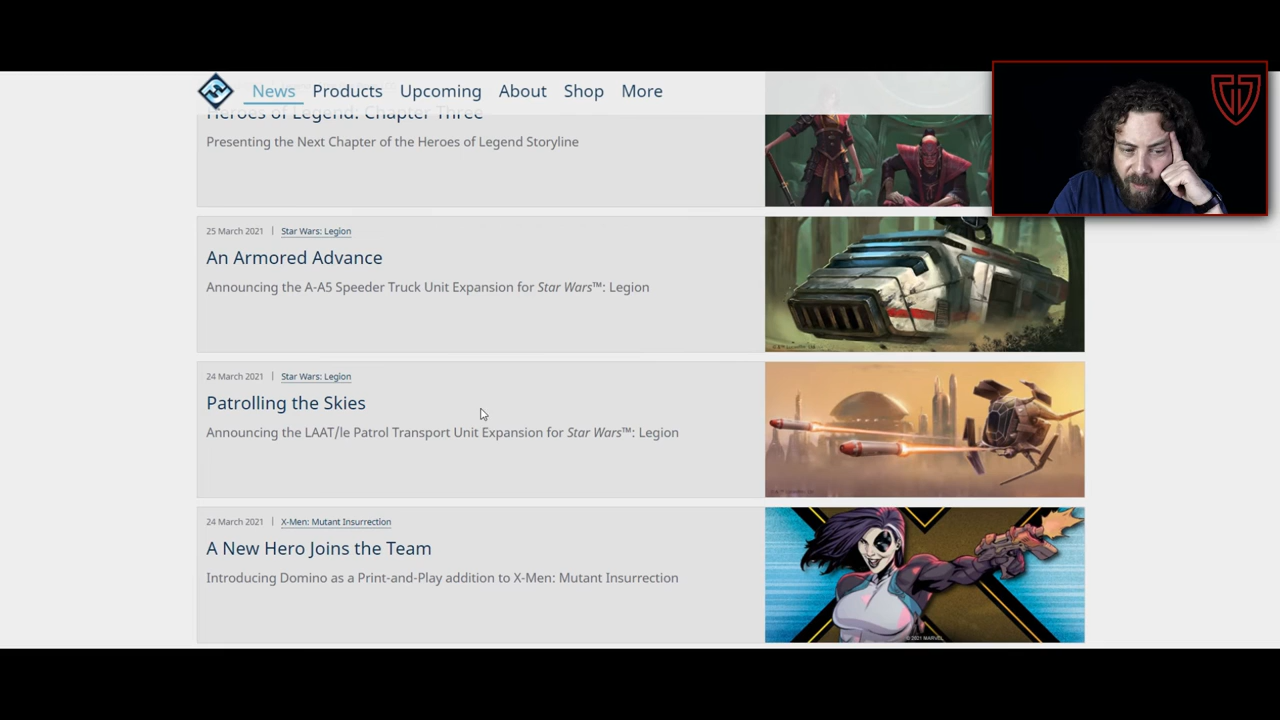 News Products Upcoming About Shop More
Heroes of Legend: Chapter Three
Presenting the Next Chapter of the Heroes of Legend Storyline
25 March 2021 | Star Wars: Legion
An Armored Advance
Announcing the A-A5 Speeder Truck Unit Expansion for Star Wars™: Legion
24 March 2021 | Star Wars: Legion
Patrolling the Skies
Announcing the LAAT/le Patrol Transport Unit Expansion for Star Wars™: Legion
24 March 2021 | X-Men: Mutant Insurrection
A New Hero Joins the Team
Introducing Domino as a Print-and-Play addition to X-Men: Mutant Insurrection
© 2021 MARVEL